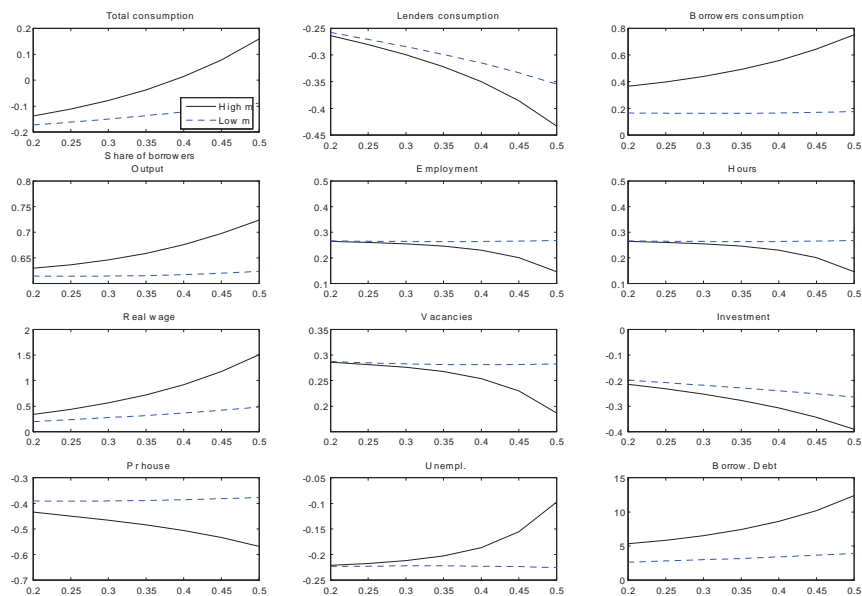 Total consumption
0.2
0.1
0
-0.1
-0.2
0.2 0.25 0.3 0.35 0.4 0.45 0.5
Share of borrowers
High m
Low m
Lenders consumption
-0.25
-0.3
-0.35
-0.4
-0.45
0.2 0.25 0.3 0.35 0.4 0.45 0.5
Borrowers consumption
0.8
0.6
0.4
0.2
0
0.2 0.25 0.3 0.35 0.4 0.45 0.5
Output
0.8
0.75
0.7
0.65
0.2 0.25 0.3 0.35 0.4 0.45 0.5
Employment
0.5
0.4
0.3
0.2
0.1
0.2 0.25 0.3 0.35 0.4 0.45 0.5
Hours
0.5
0.4
0.3
0.2
0.1
0.2 0.25 0.3 0.35 0.4 0.45 0.5
Real wage
2
1.5
1
0.5
0
0.2 0.25 0.3 0.35 0.4 0.45 0.5
Vacancies
0.35
0.3
0.25
0.2
0.2 0.25 0.3 0.35 0.4 0.45 0.5
Investment
0
-0.1
-0.2
-0.3
-0.4
0.2 0.25 0.3 0.35 0.4 0.45 0.5
Pr house
-0.3
-0.4
-0.5
-0.6
-0.7
0.2 0.25 0.3 0.35 0.4 0.45 0.5
Unempl.
-0.05
-0.1
-0.15
-0.2
-0.25
0.2 0.25 0.3 0.35 0.4 0.45 0.5
Borrow. Debt
15
10
5
0
0.2 0.25 0.3 0.35 0.4 0.45 0.5